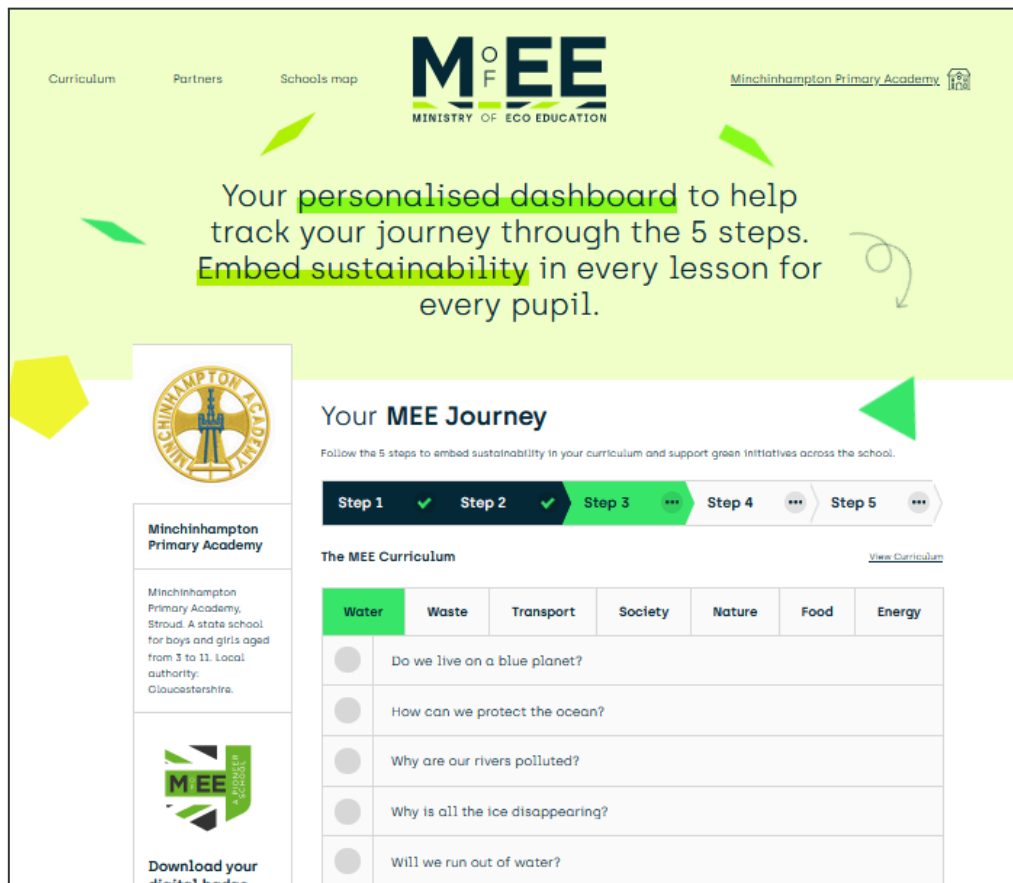 Curriculum
Partners
Schools map
M OF EE
MINISTRY OF ECO EDUCATION
Minchinhampton Primary Academy
Your personalised dashboard to help
track your journey through the 5 steps.
Embed sustainability in every lesson for
every pupil.
MINCHINHAMPTON ACADEMY
Minchinhampton
Primary Academy
Minchinhampton
Primary Academy,
Stroud. A state school
for boys and girls aged
from 3 to 11. Local
authority:
Gloucestershire.
M OF EE
A PIONEER
SCHOOL
Download your
digital badge
Your MEE Journey
Follow the 5 steps to embed sustainability in your curriculum and support green initiatives across the school.
Step 1 Step 2 Step 3 Step 4 Step 5
The MEE Curriculum
View Curriculum
Water Waste Transport Society Nature Food Energy
Do we live on a blue planet?
How can we protect the ocean?
Why are our rivers polluted?
Why is all the ice disappearing?
Will we run out of water?